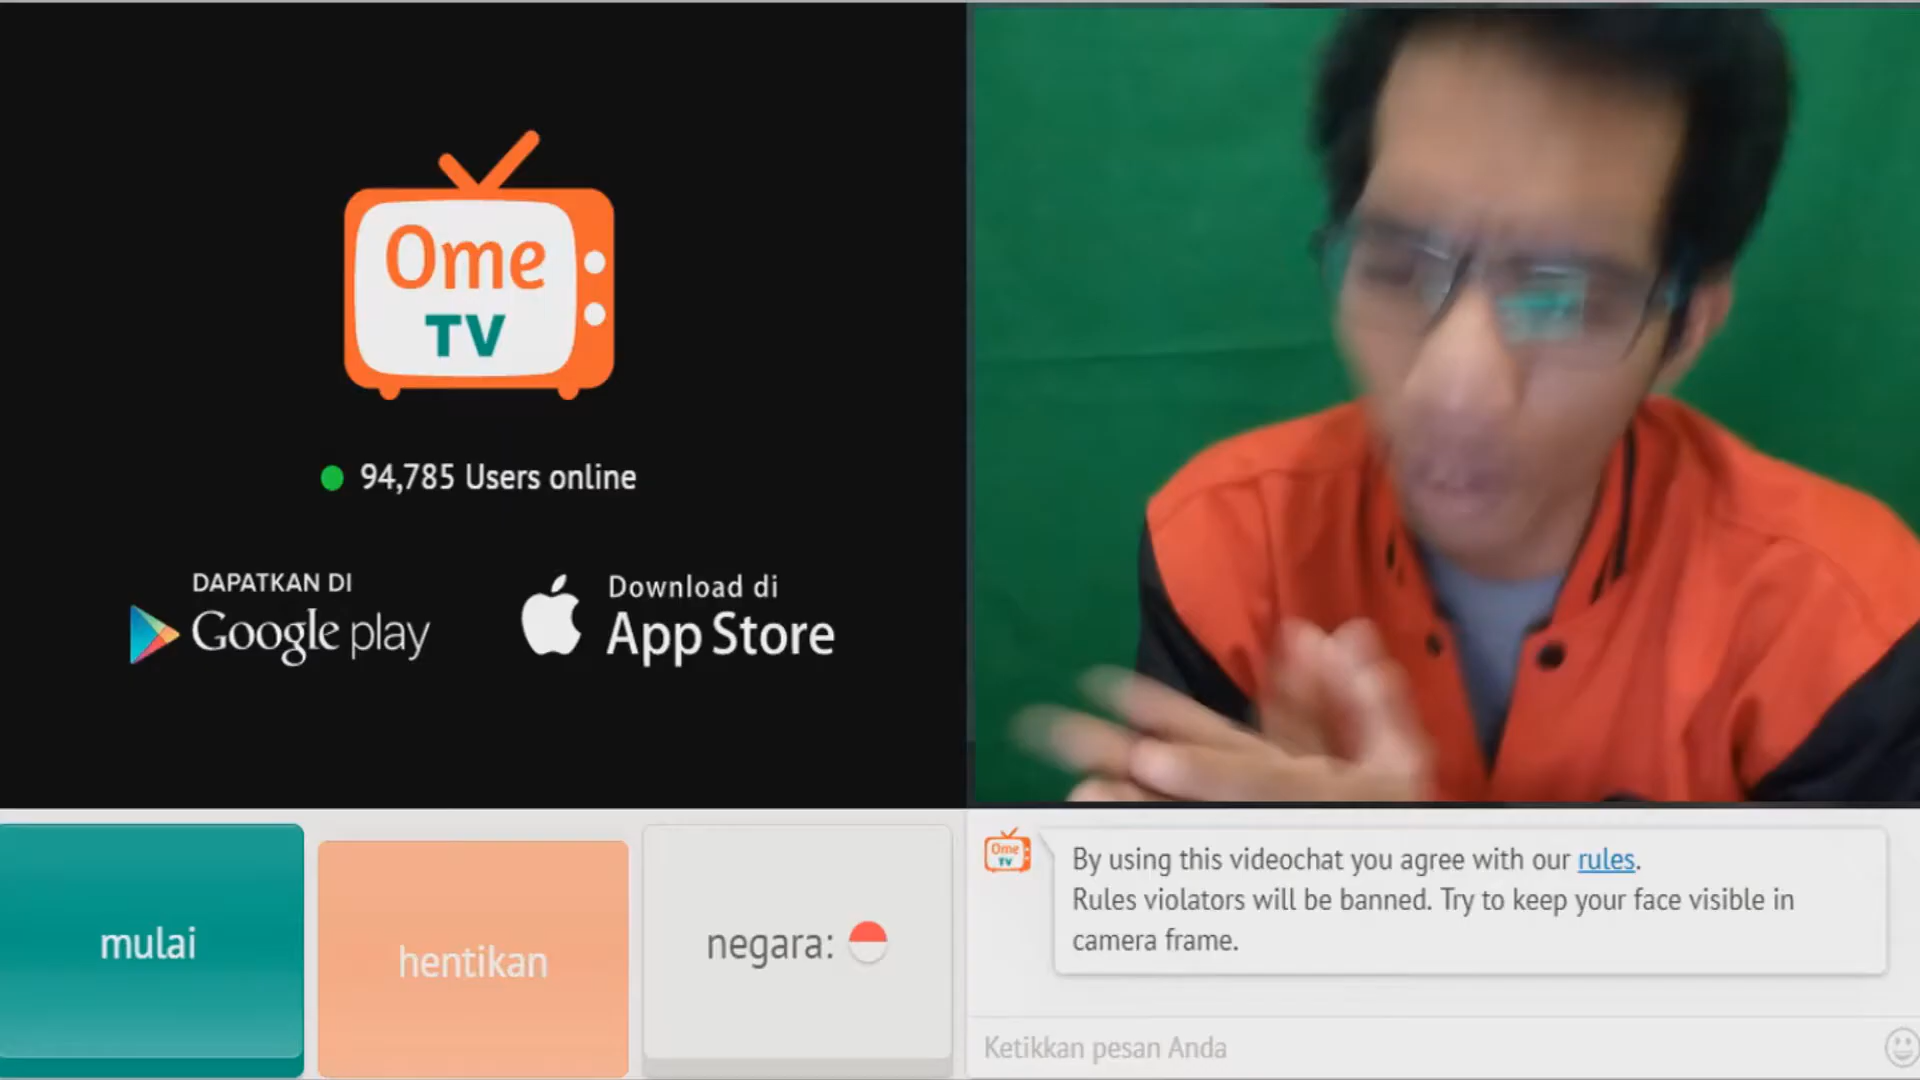 Ome
TV
94,785 Users online
DAPATKAN DI
Google play
Download di
App Store
mulai
hentikan
negara:
Ome
TV
By using this videochat you agree with our rules.
Rules violators will be banned. Try to keep your face visible in
camera frame.
Ketikkan pesan Anda